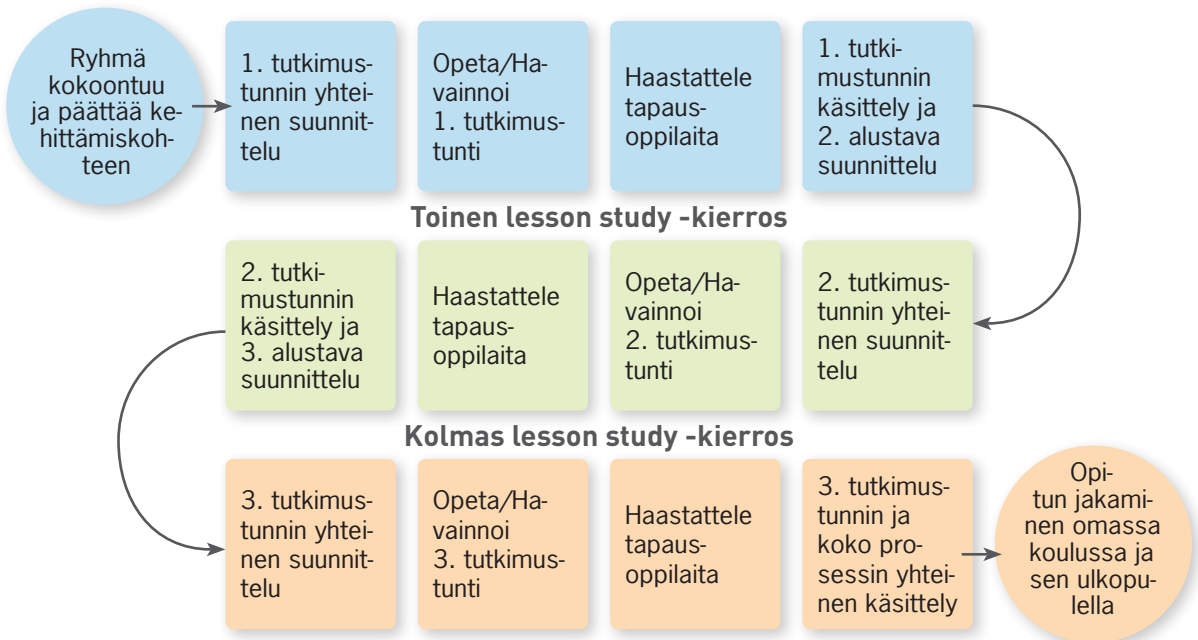 Ryhmä
kokoontuu
ja päättää ke-
hittämiskoh-
teen
1. tutkimus-
tunnin yhtei-
nen suunnit-
telu
Opeta/Ha-
vainnoi
1. tutkimus-
tunti
Haastattele
tapaus-
oppilaita
1. tutki-
mustunnin
käsittely ja
2. alustava
suunnittelu
Toinen lesson study -kierros
2. tutki-
mustunnin
käsittely ja
3. alustava
suunnittelu
Haastattele
tapaus-
oppilaita
Opeta/Ha-
vainnoi
2. tutkimus-
tunti
2. tutkimus-
tunnin yhtei-
nen suunnit-
telu
Kolmas lesson study -kierros
3. tutkimus-
tunnin yhtei-
nen suunnit-
telu
Opeta/Ha-
vainnoi
3. tutkimus-
tunti
Haastattele
tapaus-
oppilaita
3. tutkimus-
tunnin ja
koko pro-
sessin yhtei-
nen käsittely
Opi-
tun jakami-
nen omassa
koulussa ja
sen ulkopu-
lella